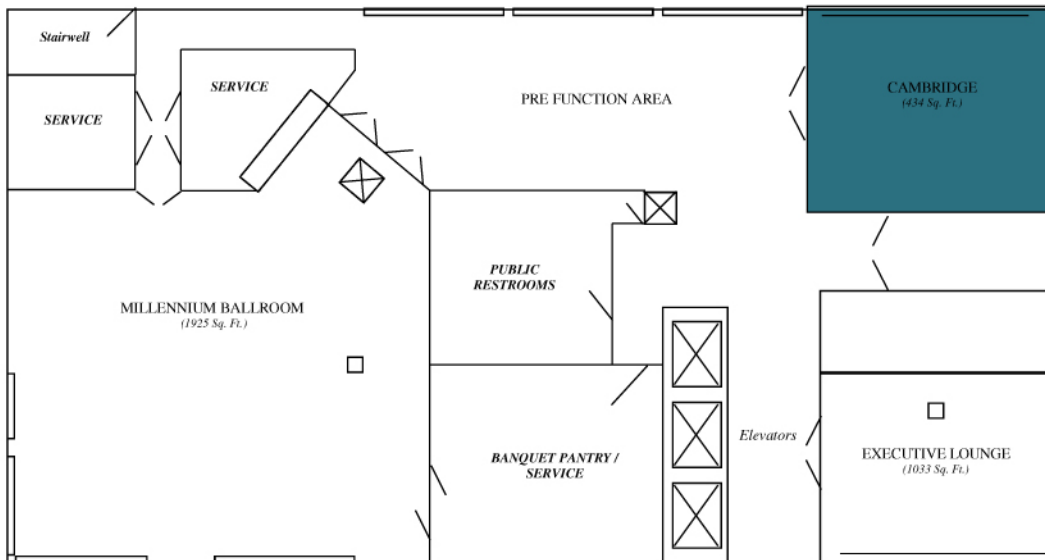 Stairwell
SERVICE
SERVICE
PRE FUNCTION AREA
CAMBRIDGE
(434 Sq. Ft.)
PUBLIC
RESTROOMS
MILLENNIUM BALLROOM
(1925 Sq. Ft.)
Elevators
BANQUET PANTRY /
SERVICE
EXECUTIVE LOUNGE
(1033 Sq. Ft.)